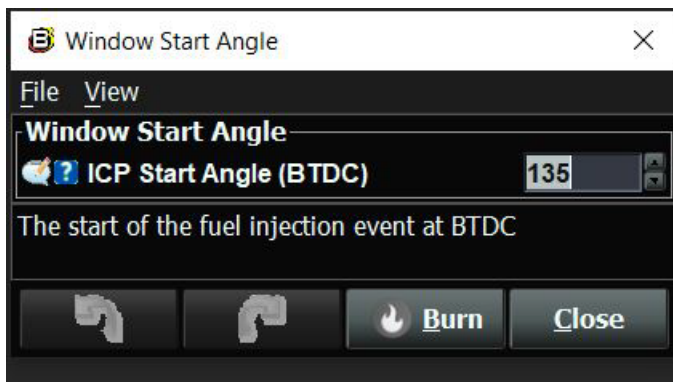 Window Start Angle
File View
Window Start Angle
ICP Start Angle (BTDC) 135
The start of the fuel injection event at BTDC
Burn Close